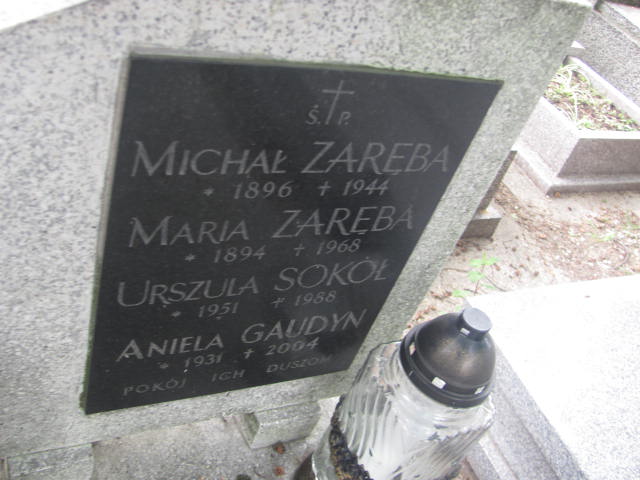 Ś. † P.
MICHAŁ ZARĘBA
* 1896 + 1944
MARIA ZARĘBA
* 1894 + 1968
URSZULA SOKÓŁ
* 1951 + 1988
ANIELA GAUDYN
* 1931 + 2004
POKÓJ ICH DUSZOM